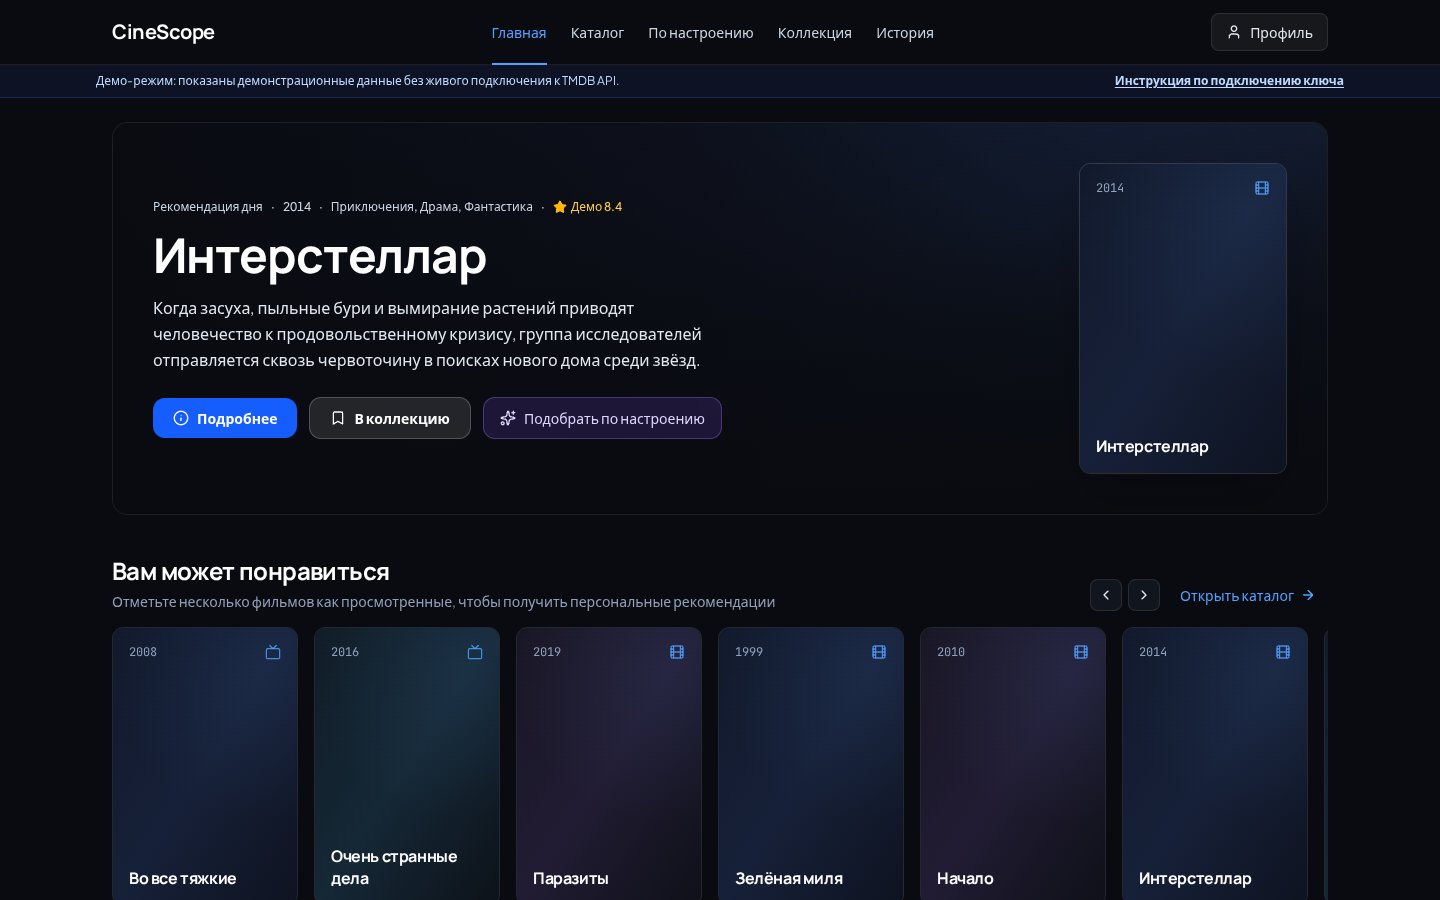 CineScope
Главная
Каталог
По настроению
Коллекция
История
Профиль
Демо-режим: показаны демонстрационные данные без живого подключения к TMDB API.
Инструкция по подключению ключа
Рекомендация дня · 2014 · Приключения, Драма, Фантастика · Демо 8.4
Интерстеллар
Когда засуха, пыльные бури и вымирание растений приводят
человечество к продовольственному кризису, группа исследователей
отправляется сквозь червоточину в поисках нового дома среди звёзд.
Подробнее
В коллекцию
Подобрать по настроению
2014
Интерстеллар
Вам может понравиться
Отметьте несколько фильмов как просмотренные, чтобы получить персональные рекомендации
Открыть каталог
2008
Во все тяжкие
2016
Очень странные
дела
2019
Паразиты
1999
Зелёная миля
2010
Начало
2014
Интерстеллар